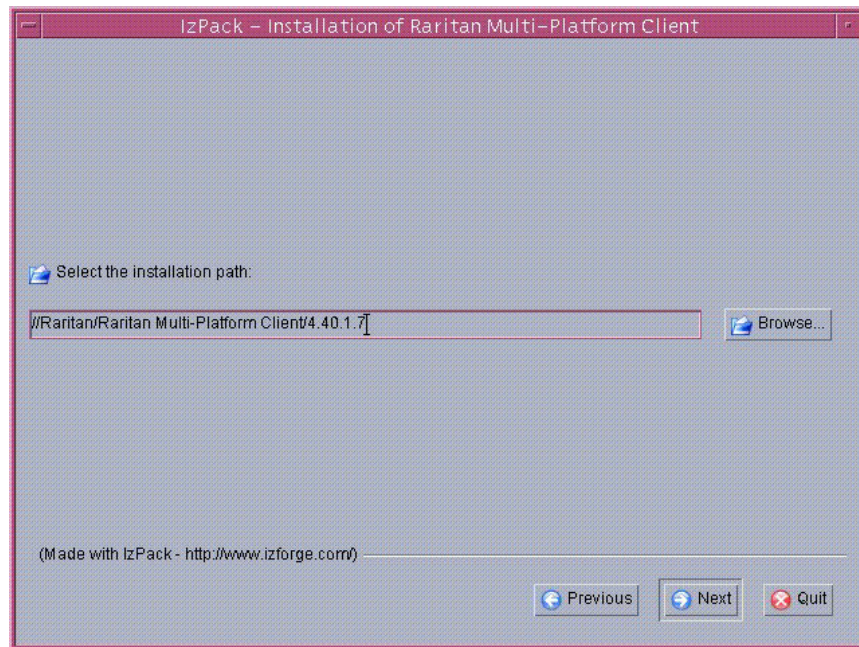 IzPack – Installation of Raritan Multi–Platform Client
Select the installation path:
//Raritan/Raritan Multi-Platform Client/4.40.1.7
Browse...
(Made with IzPack - http://www.izforge.com/)
Previous
Next
Quit